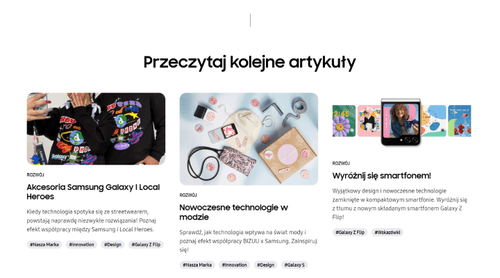 Przeczytaj kolejne artykuły
ROZWÓJ
Akcesoria Samsung Galaxy i Local
Heroes
Kiedy technologia spotyka się ze streetwearem,
powstają naprawdę niezwykłe rozwiązania! Poznaj
efekt współpracy między Samsung i Local Heroes.
#Nasza Marka #Innovation #Design #Galaxy Z Flip
ROZWÓJ
Nowoczesne technologie w
modzie
Sprawdź, jak technologia wpływa na świat mody i
poznaj efekt współpracy BIZUU x Samsung. Zainspiruj
się!
#Nasza Marka #Innovation #Design #Galaxy S
ROZWÓJ
Wyróżnij się smartfonem!
Wyjątkowy design i nowoczesne technologie
zamknięte w kompaktowym smartfonie. Wyróżnij się
z tłumu z nowym składanym smartfonem Galaxy Z
Flip!
#Galaxy Z Flip #Wskazówki